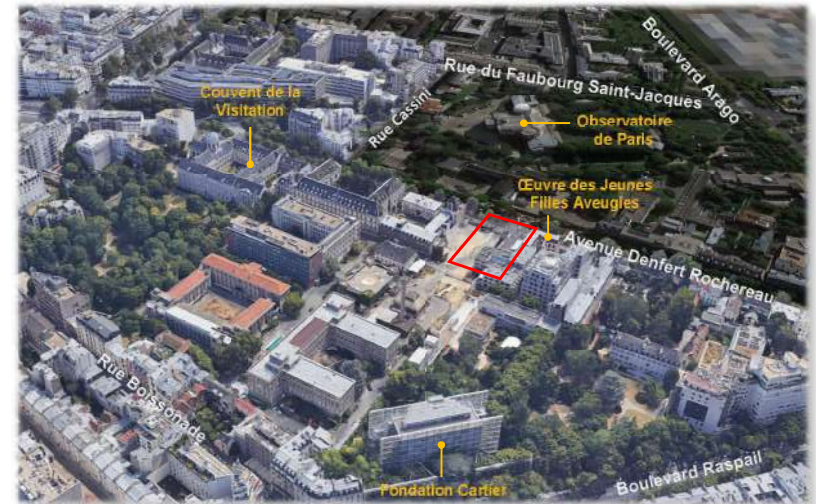 Boulevard Arago
Rue du Faubourg Saint-Jacques
Couvent de la
Visitation
Rue Cassini
Observatoire
de Paris
Œuvre des Jeunes
Filles Aveugles
Avenue Denfert Rochereau
Rue Boissonade
Fondation Cartier
Boulevard Raspail